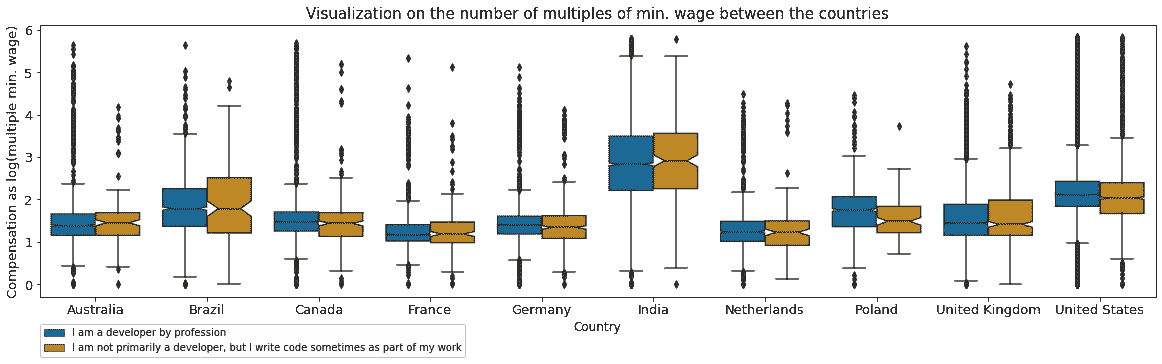 Visualization on the number of multiples of min. wage between the countries
Compensation as log(multiple min. wage)
6
5
4
3
2
1
0
Australia Brazil Canada France Germany India Netherlands Poland United Kingdom United States
Country
I am a developer by profession
I am not primarily a developer, but I write code sometimes as part of my work